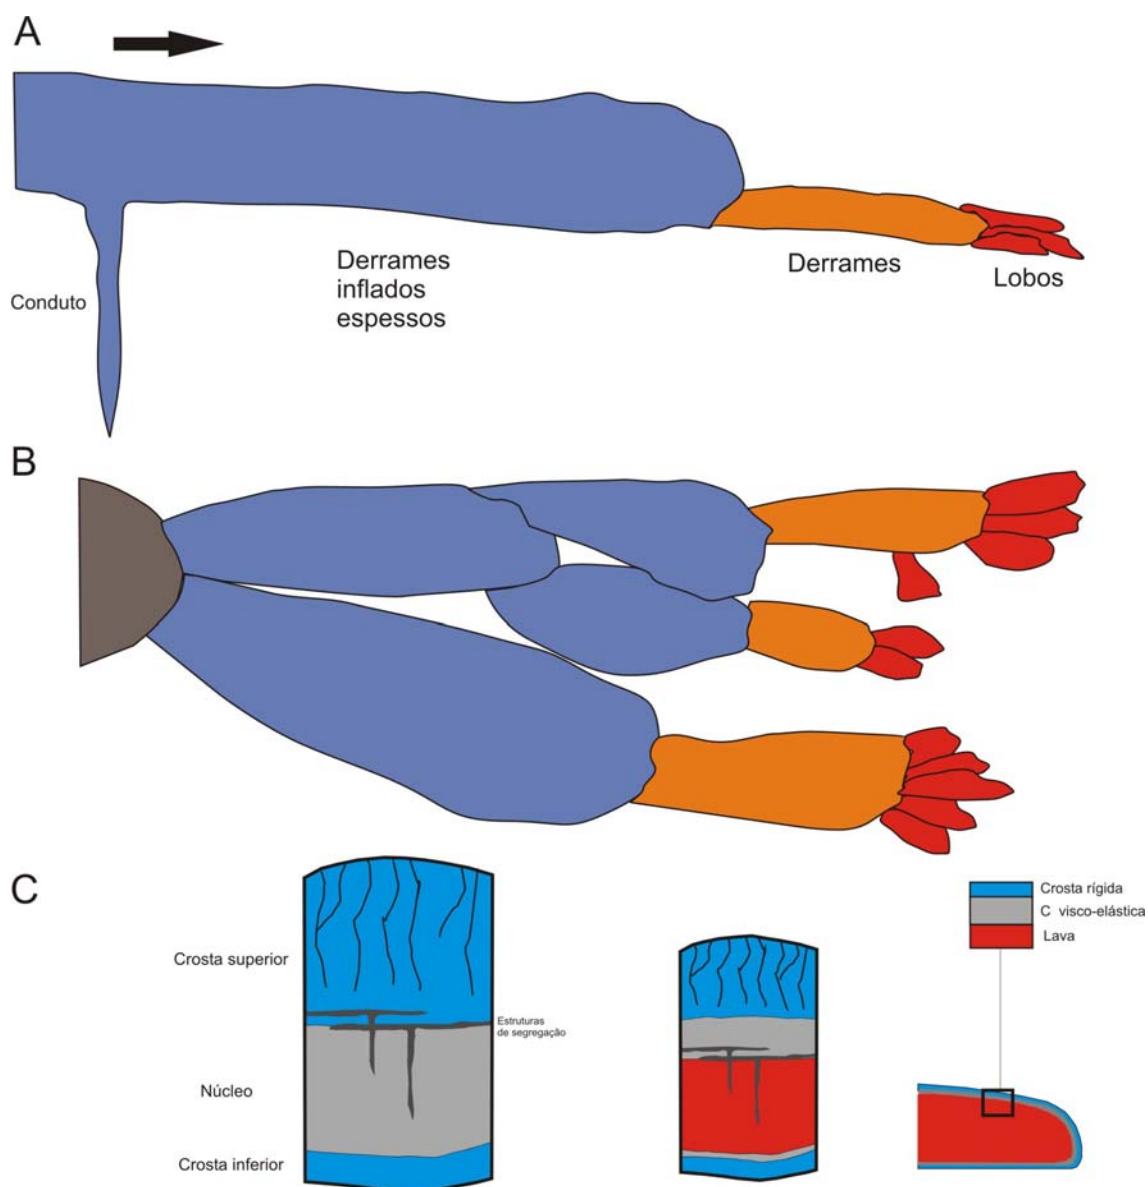 A
Conduto
Derrames
inflados
espessos
Derrames
Lobos
B
C
Crosta superior
Núcleo
Crosta inferior
Estruturas
de segregação
Crosta rígida
C visco-elástica
Lava